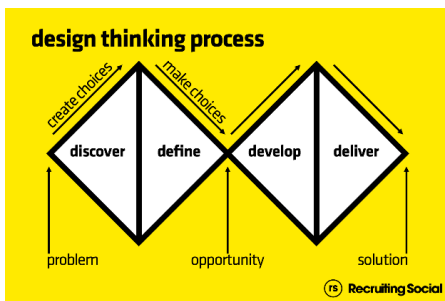 design thinking process
create choices
make choices
discover
define
develop
deliver
problem
opportunity
solution
rs Recruiting Social